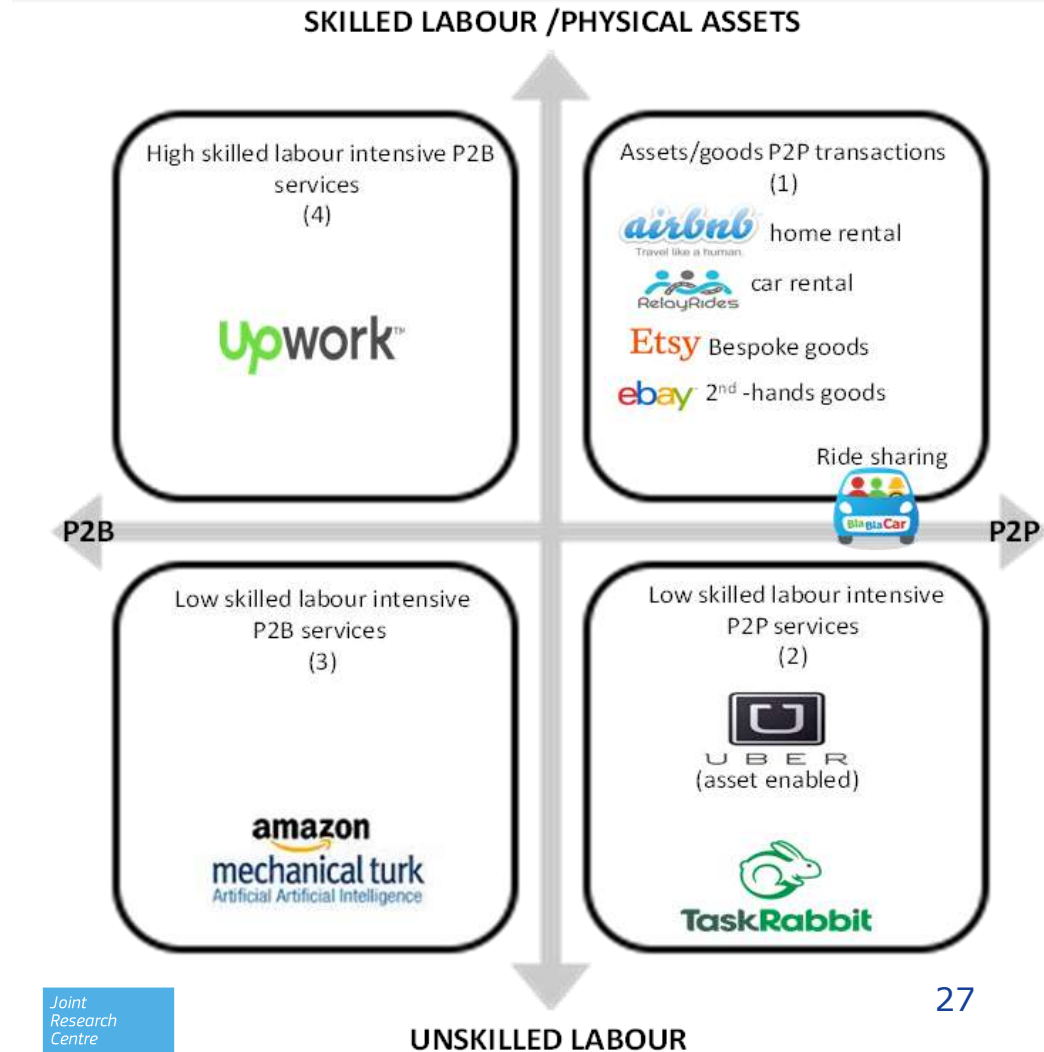 SKILLED LABOUR /PHYSICAL ASSETS
High skilled labour intensive P2B
services
(4)
upwork™
Assets/goods P2P transactions
(1)
airbnb home rental
Travel like a human.
RelayRides car rental
Etsy Bespoke goods
ebay 2nd -hands goods
Ride sharing
BlaBlaCar
P2B
P2P
Low skilled labour intensive
P2B services
(3)
amazon
mechanical turk
Artificial Artificial Intelligence
Low skilled labour intensive
P2P services
(2)
U
UBER
(asset enabled)
TaskRabbit
Joint
Research
Centre
27
UNSKILLED LABOUR